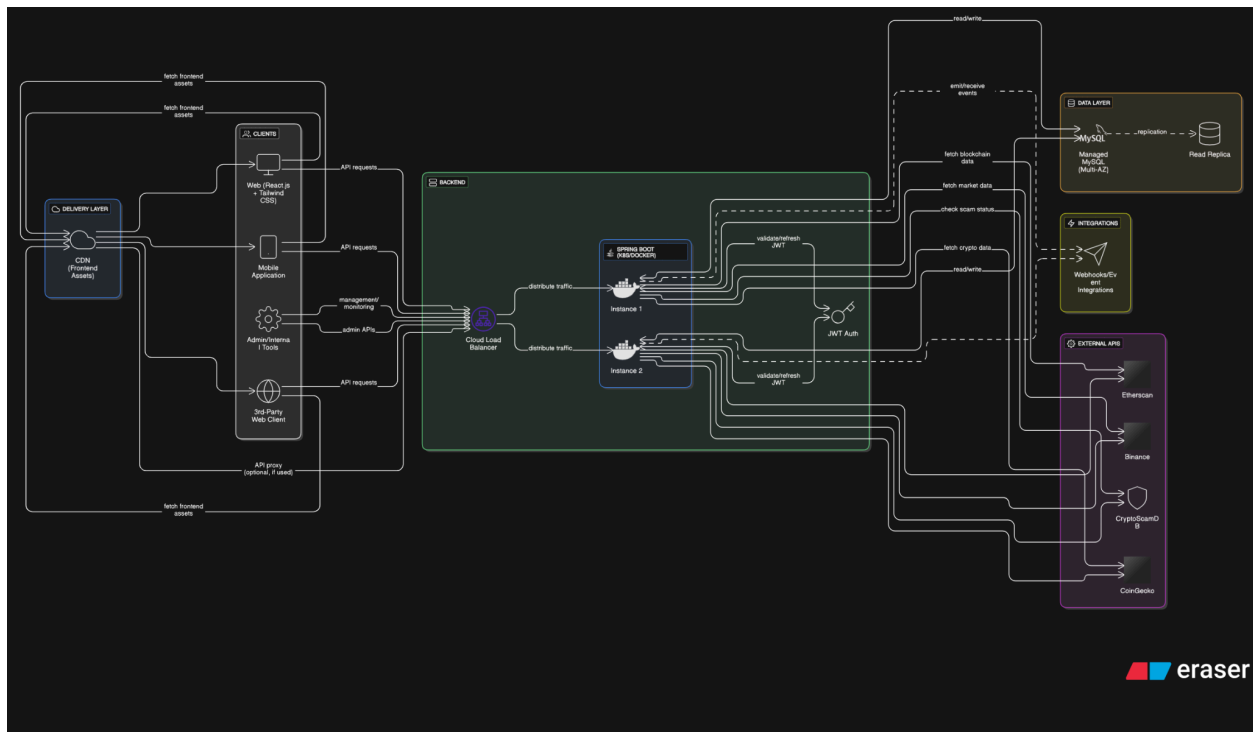 read/write
fetch frontend
assets
emit/receive
events
DATA LAYER
fetch frontend
assets
CLIENTS
MySQL
replication
Managed
MySQL
(Multi-AZ)
Read Replica
fetch blockchain
data
API requests
Web (React.js
+ Tailwind
CSS)
BACKEND
fetch market data
DELIVERY LAYER
check scam status
INTEGRATIONS
CDN
(Frontend
Assets)
API requests
Mobile
Application
SPRING BOOT
(K8S/DOCKER)
validate/refresh
JWT
fetch crypto data
read/write
Webhooks/Ev
ent
Integrations
distribute traffic
Instance 1
management/
monitoring
admin APIs
Admin/Interna
l Tools
Cloud Load
Balancer
JWT Auth
distribute traffic
Instance 2
EXTERNAL APIS
validate/refresh
JWT
API requests
3rd-Party
Web Client
Etherscan
Binance
API proxy
(optional, if used)
fetch frontend
assets
CryptoScamD
B
CoinGecko
eraser